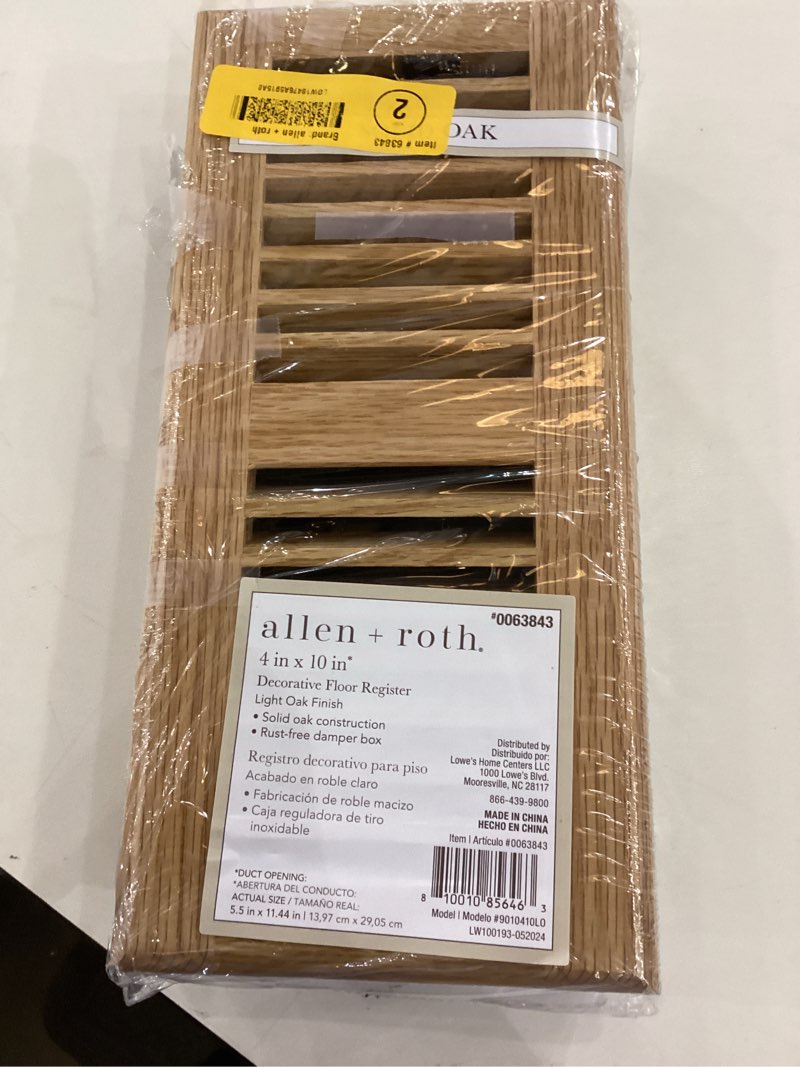 Item # 63843
Brand: allen + roth
2
LOW18476A5R15A0
OAK
allen + roth.
#0063843
4 in x 10 in*
Decorative Floor Register
Light Oak Finish
• Solid oak construction
• Rust-free damper box
Registro decorativo para piso
Acabado en roble claro
• Fabricación de roble macizo
• Caja reguladora de tiro
inoxidable
*DUCT OPENING:
*ABERTURA DEL CONDUCTO:
ACTUAL SIZE / TAMAÑO REAL:
5.5 in x 11.44 in | 13,97 cm x 29,05 cm
Distributed by
Distribuido por:
Lowe's Home Centers LLC
1000 Lowe's Blvd.
Mooresville, NC 28117
866-439-9800
MADE IN CHINA
HECHO EN CHINA
Item | Artículo #0063843
8 10010 85646 3
Model | Modelo #9010410LO
LW100193-052024